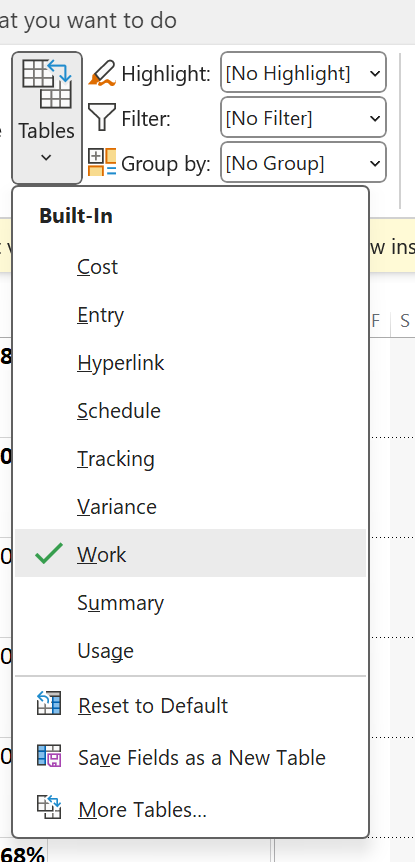 at you want to do
Tables
Highlight: [No Highlight]
Filter: [No Filter]
Group by: [No Group]
Built-In
w ins
Cost
Entry
F S
Hyperlink
8
Schedule
Tracking
0
Variance
Work
0
Summary
Usage
0
Reset to Default
Save Fields as a New Table
0
More Tables...
68%